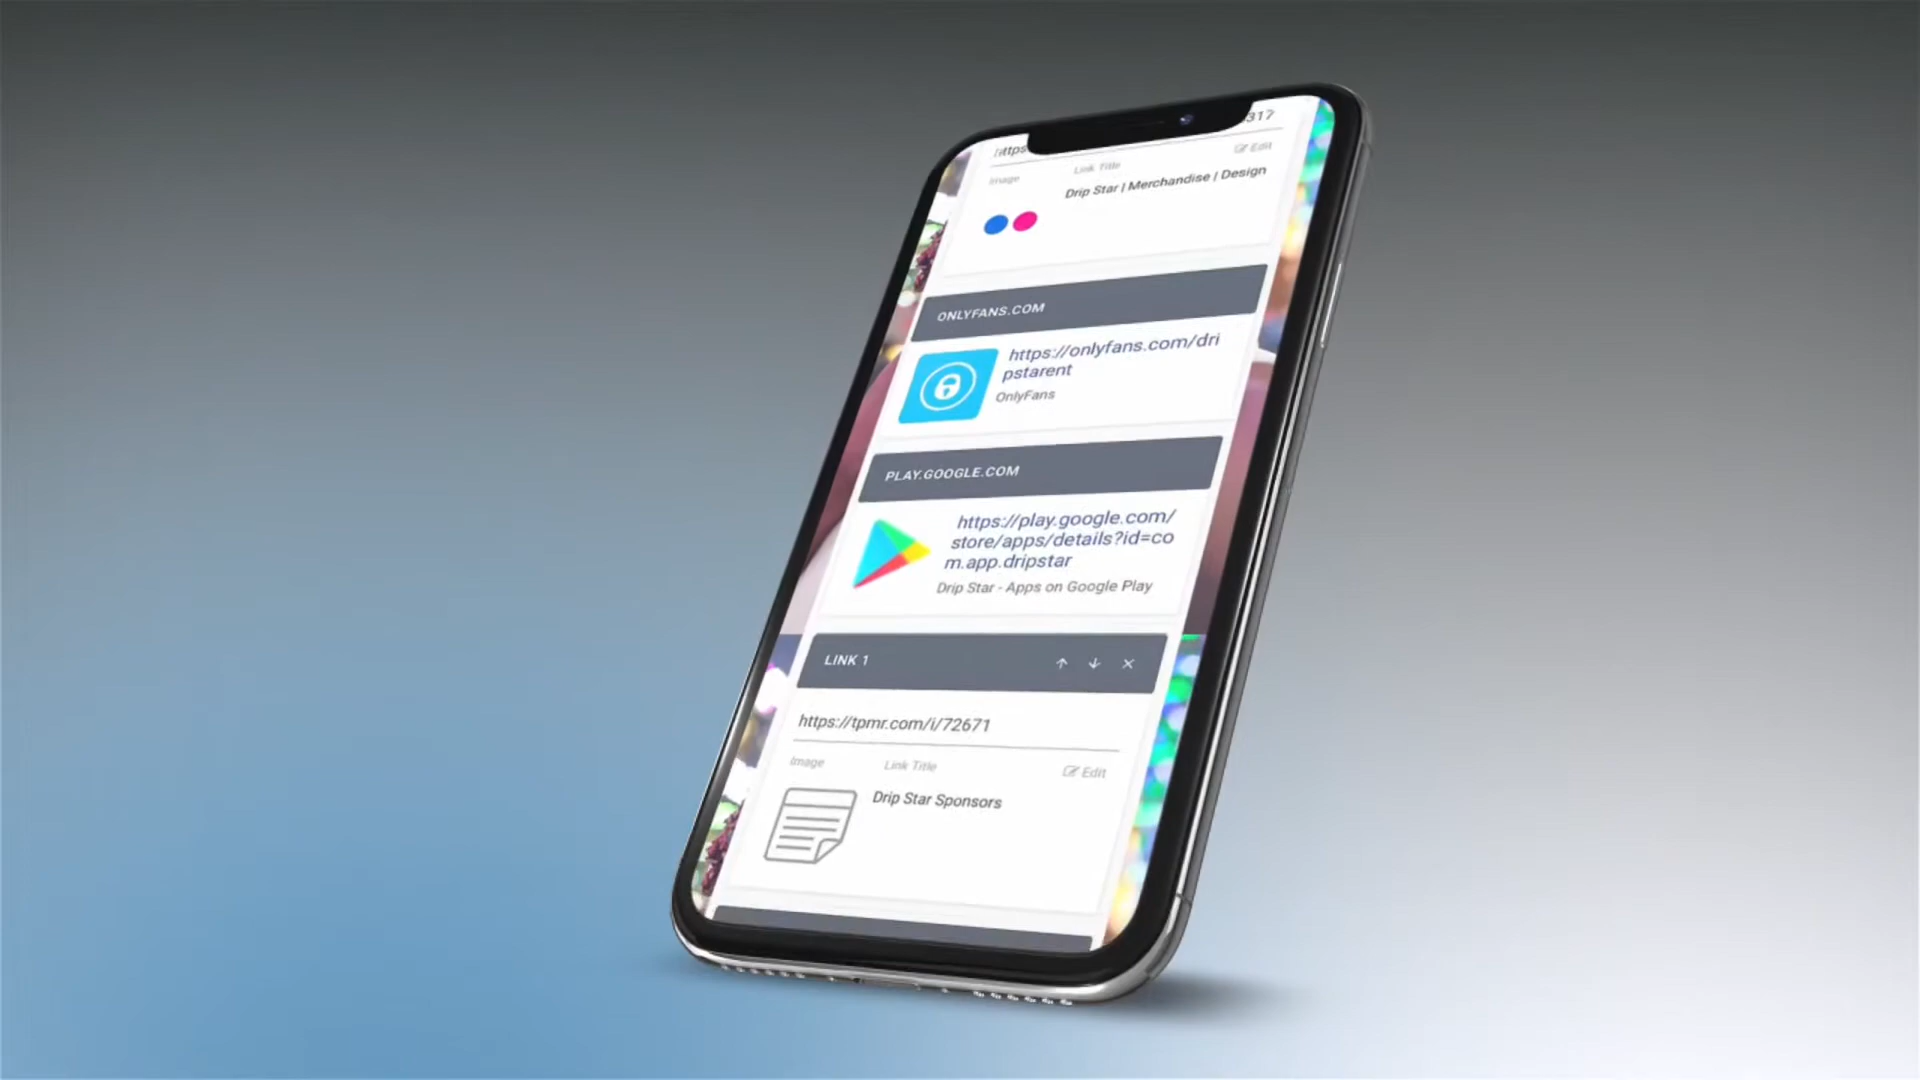 317
Image
Link Title
Edit
Drip Star | Merchandise | Design
ONLYFANS.COM
https://onlyfans.com/dri
pstarent
OnlyFans
PLAY.GOOGLE.COM
https://play.google.com/
store/apps/details?id=co
m.app.dripstar
Drip Star - Apps on Google Play
LINK 1
https://tpmr.com/i/72671
Image
Link Title
Edit
Drip Star Sponsors